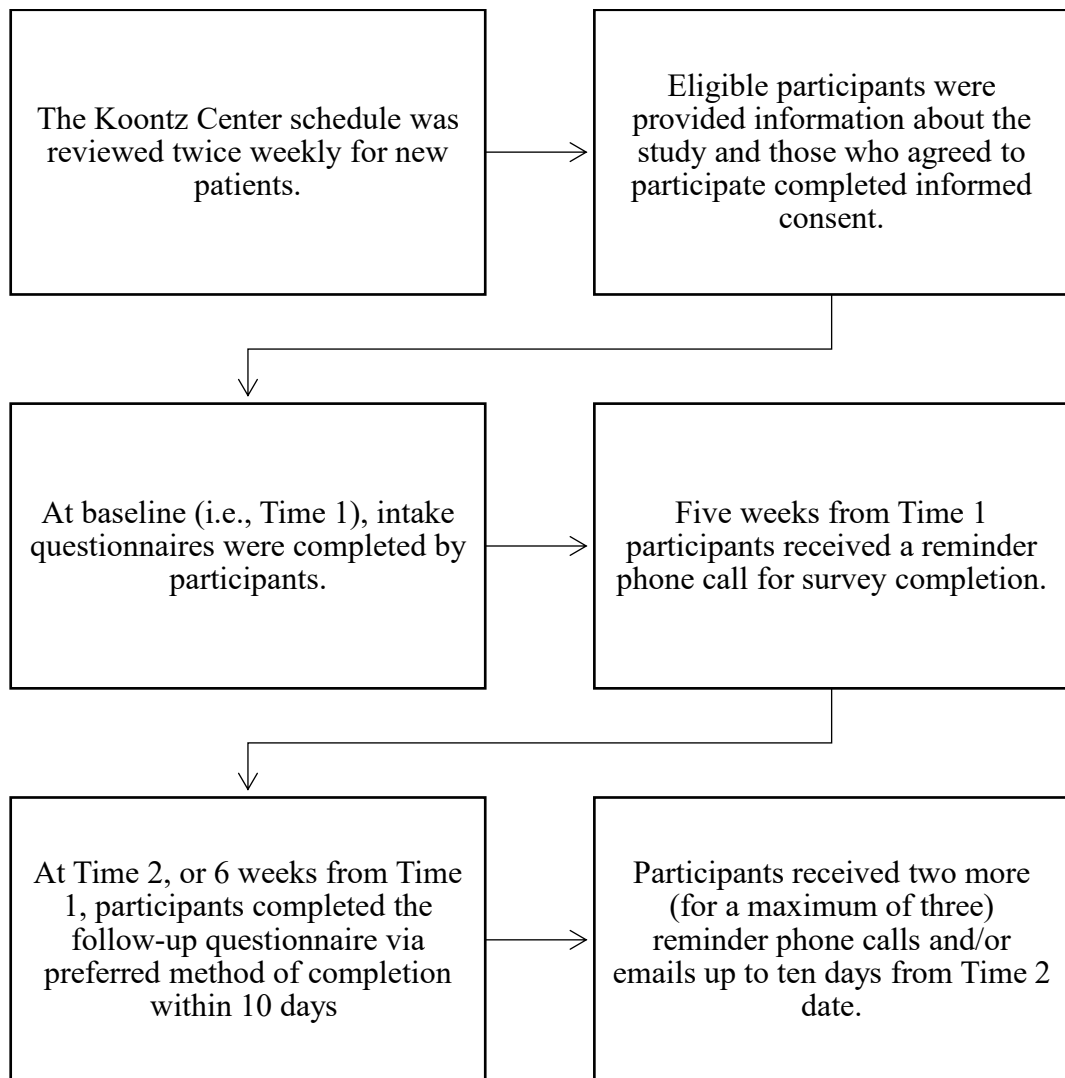 The Koontz Center schedule was
reviewed twice weekly for new
patients.
Eligible participants were
provided information about the
study and those who agreed to
participate completed informed
consent.
At baseline (i.e., Time 1), intake
questionnaires were completed by
participants.
Five weeks from Time 1
participants received a reminder
phone call for survey completion.
At Time 2, or 6 weeks from Time
1, participants completed the
follow-up questionnaire via
preferred method of completion
within 10 days
Participants received two more
(for a maximum of three)
reminder phone calls and/or
emails up to ten days from Time 2
date.